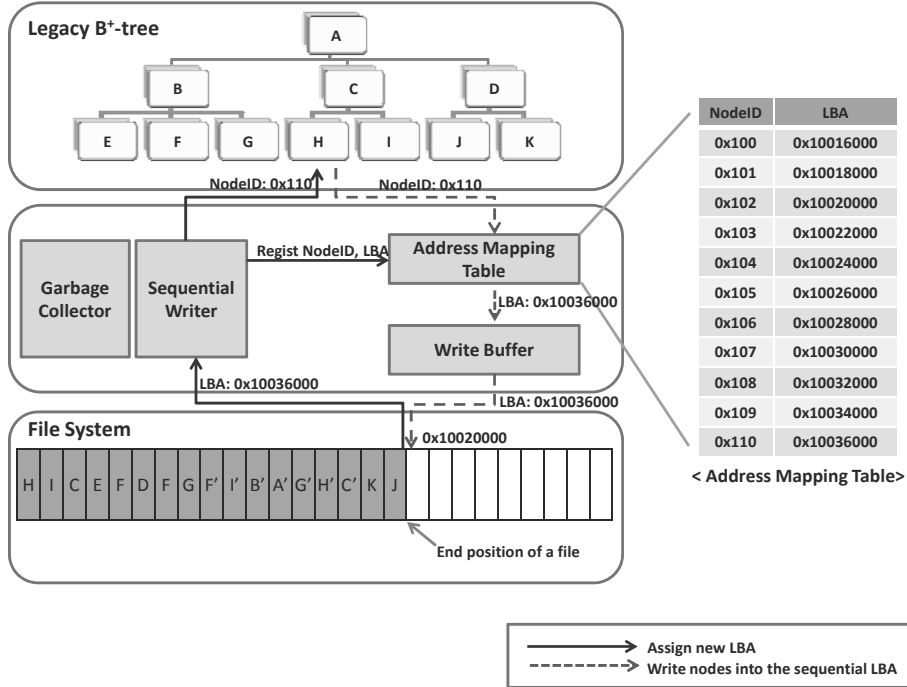 Legacy B+-tree
A
B
C
D
E
F
G
H
I
J
K
NodeID: 0x110
NodeID: 0x110
Garbage
Collector
Sequential
Writer
Regist NodeID, LBA
Address Mapping
Table
LBA: 0x10036000
Write Buffer
LBA: 0x10036000
LBA: 0x10036000
File System
0x10020000
H I C E F D F G F′ I′ B′ A′ G′ H′ C′ K J
End position of a file
NodeID LBA
0x100 0x10016000
0x101 0x10018000
0x102 0x10020000
0x103 0x10022000
0x104 0x10024000
0x105 0x10026000
0x106 0x10028000
0x107 0x10030000
0x108 0x10032000
0x109 0x10034000
0x110 0x10036000
< Address Mapping Table>
Assign new LBA
Write nodes into the sequential LBA